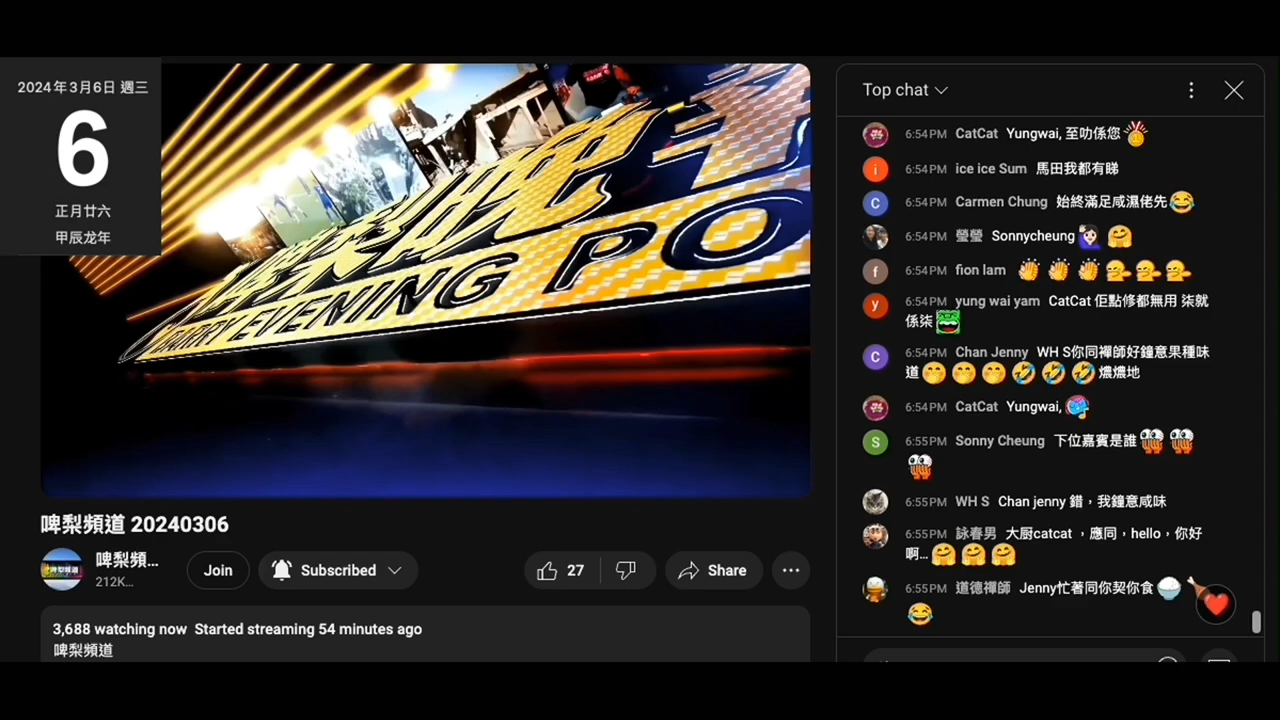 2024年3月6日 週三
6
正月廿六
甲辰龙年
HARRY EVENING PO
啤梨頻道 20240306
啤梨頻...
212K...
Join
Subscribed
27
Share
3,688 watching now Started streaming 54 minutes ago
啤梨頻道
Top chat
6:54PM CatCat Yungwai, 至叻係您
i
6:54PM ice ice Sum 馬田我都有睇
C
6:54PM Carmen Chung 始終滿足咸濕佬先😂
6:54PM 瑩瑩 Sonnycheung 🙋🏻‍♀️🤗
f
6:54PM fion lam 👏👏👏
y
6:54PM yung wai yam CatCat 佢點修都無用 柒就
係柒
C
6:54PM Chan Jenny WH S你同禪師好鐘意果種味
道🤭🤭🤭🤣🤣🤣燶燶地
6:54PM CatCat Yungwai,
S
6:55PM Sonny Cheung 下位嘉賓是誰
6:55PM WH S Chan jenny 錯，我鐘意咸味
6:55PM 詠春男 大厨catcat ，應同，hello，你好
啊...🤗🤗🤗
6:55PM 道德禪師 Jenny忙著同你契你食🍚🍗
😂